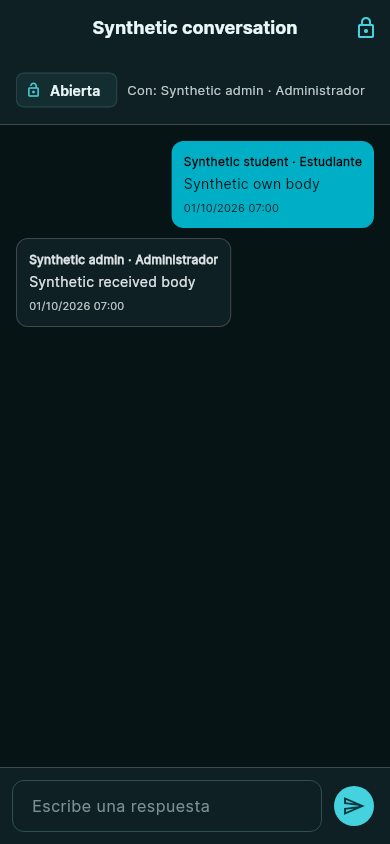 Synthetic conversation
Abierta
Con: Synthetic admin · Administrador
Synthetic student · Estudiante
Synthetic own body
01/10/2026 07:00
Synthetic admin · Administrador
Synthetic received body
01/10/2026 07:00
Escribe una respuesta